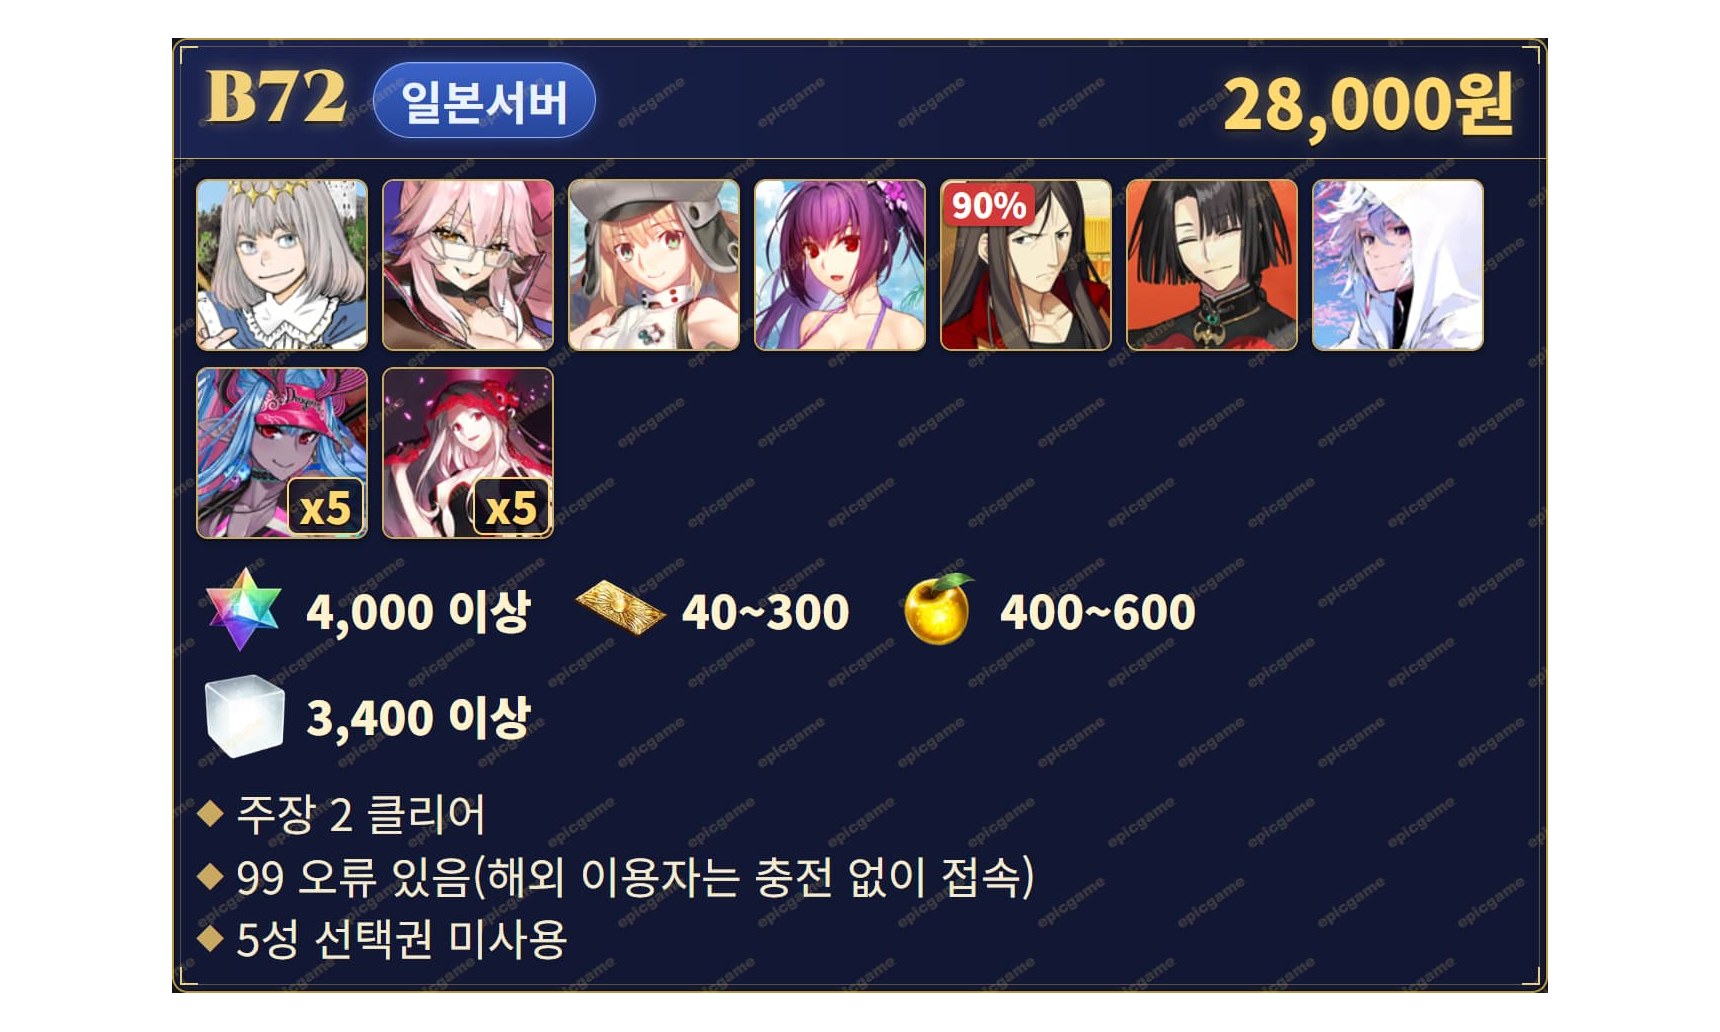 B72 일본서버 28,000원
90%
x5 x5
4,000 이상 40~300 400~600
3,400 이상
주장 2 클리어
99 오류 있음(해외 이용자는 충전 없이 접속)
5성 선택권 미사용
epicgame